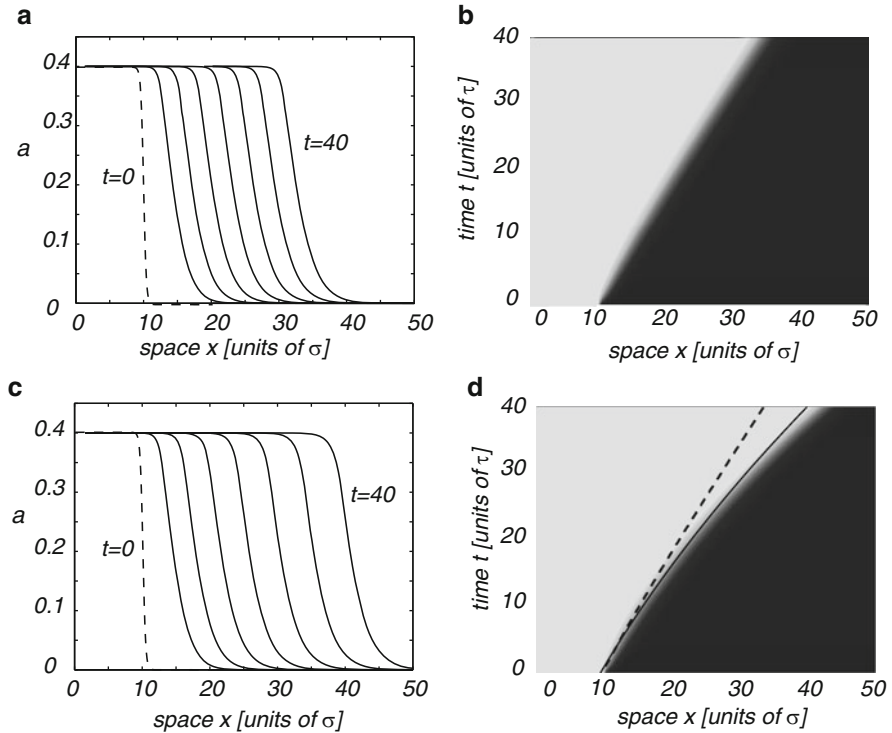 a
0.4
0.3
a
0.2
0.1
0
t=0
t=40
0 10 20 30 40 50
space x [units of σ]
b
40
30
20
10
0
time t [units of τ]
0 10 20 30 40 50
space x [units of σ]
c
0.4
0.3
a
0.2
0.1
0
t=0
t=40
0 10 20 30 40 50
space x [units of σ]
d
40
30
20
10
0
time t [units of τ]
0 10 20 30 40 50
space x [units of σ]